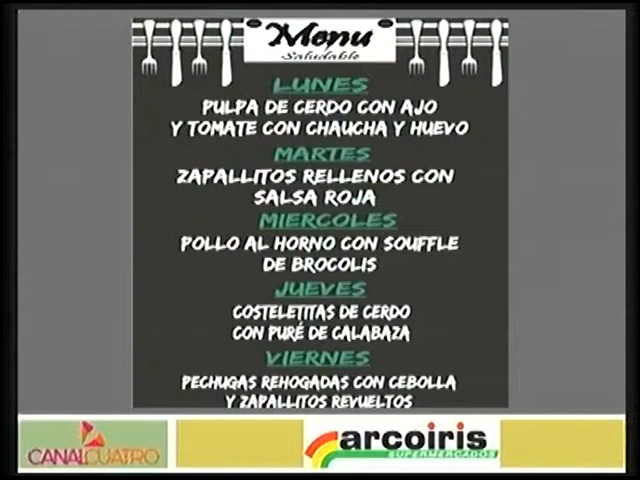 Menu
Saludable
LUNES
PULPA DE CERDO CON AJO
Y TOMATE CON CHAUCHA Y HUEVO
MARTES
ZAPALLITOS RELLENOS CON
SALSA ROJA
MIERCOLES
POLLO AL HORNO CON SOUFFLE
DE BROCOLIS
JUEVES
COSTELETITAS DE CERDO
CON PURÉ DE CALABAZA
VIERNES
PECHUGAS REHOGADAS CON CEBOLLA
Y ZAPALLITOS REVUELTOS
CANALCUATRO
arcoiris
SUPERMERCADOS